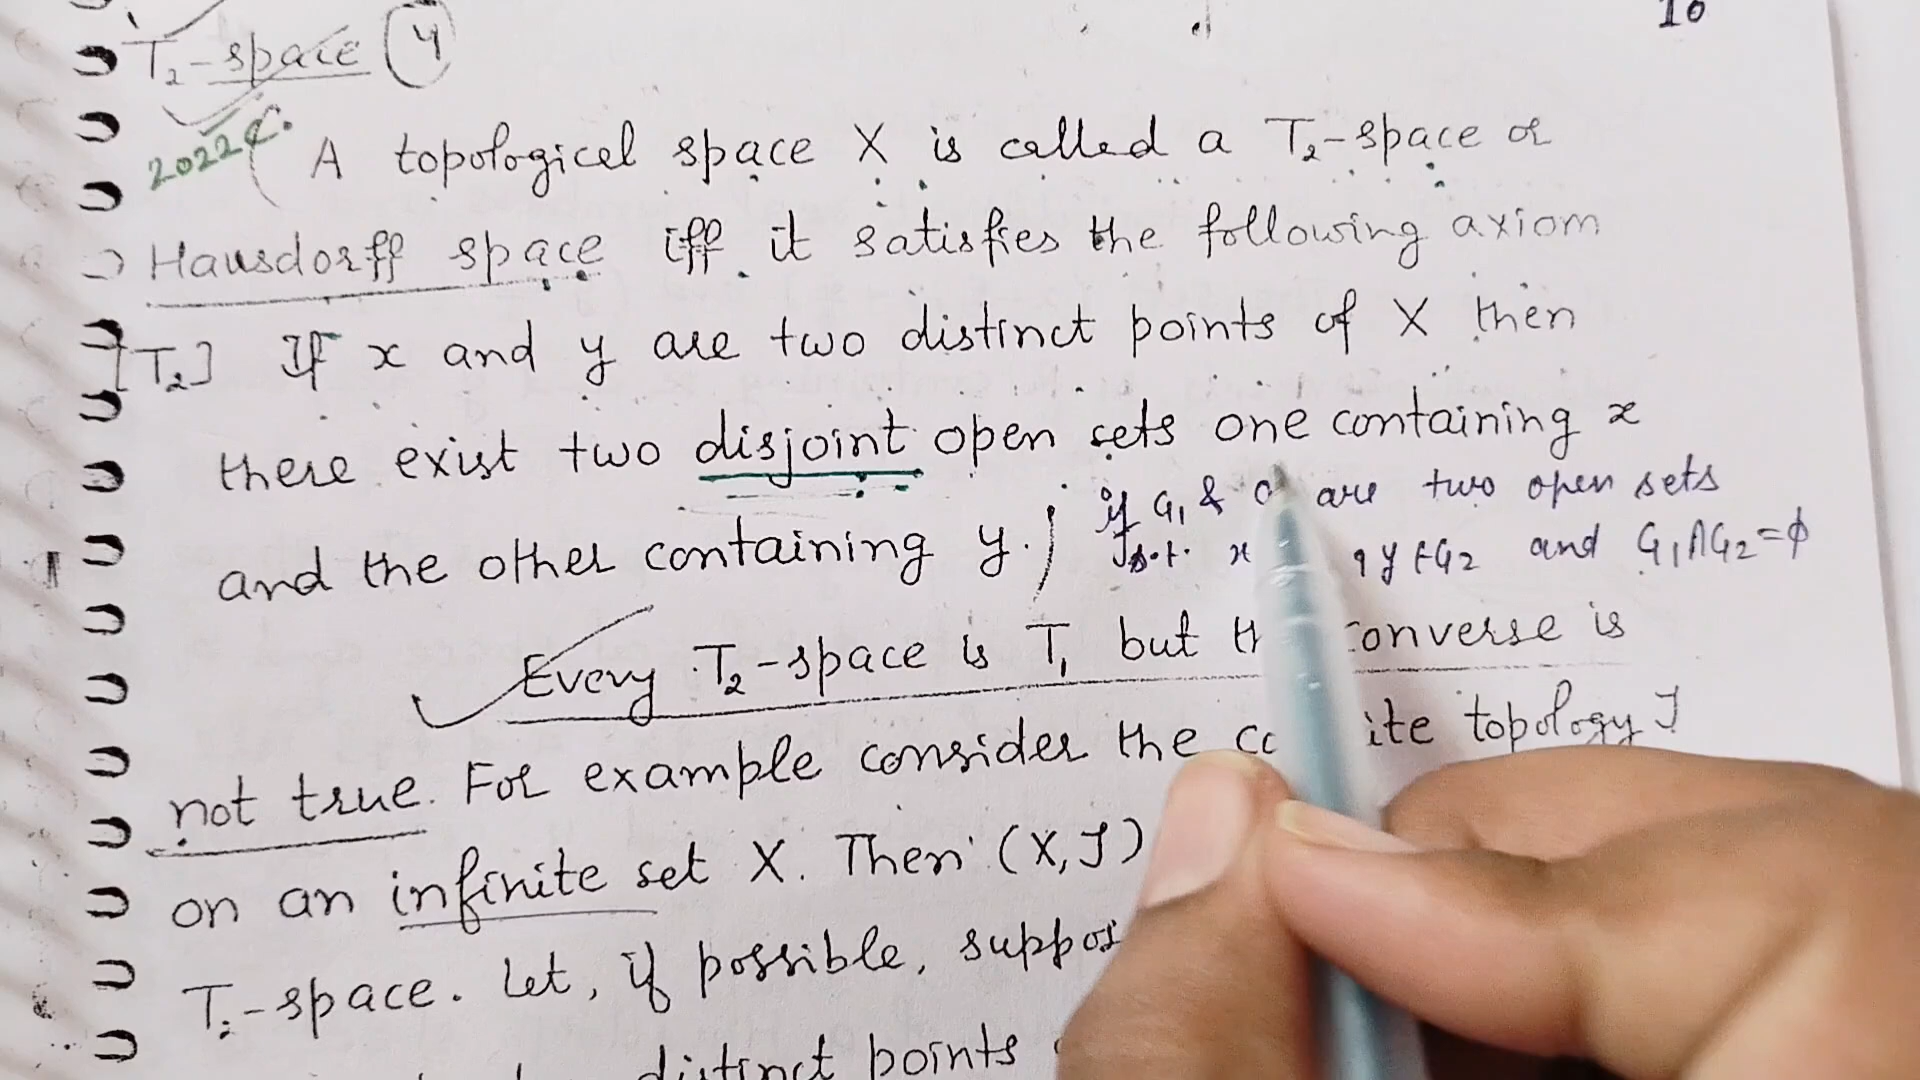 10
T₂-space 4
2022
A topological space X is called a T₂-space or
Hausdorff space iff it satisfies the following axiom
[T₂] If x and y are two distinct points of X then
there exist two disjoint open sets one containing x
and the other containing y.
if G₁ & are two open sets
s.t. x , y ∈ G₂ and G₁∩G₂=ϕ
Every T₂-space is T₁ but converse is
not true. For example consider the topology J
on an infinite set X. Then (X, J)
T₂-space. Let, if possible,
distinct points